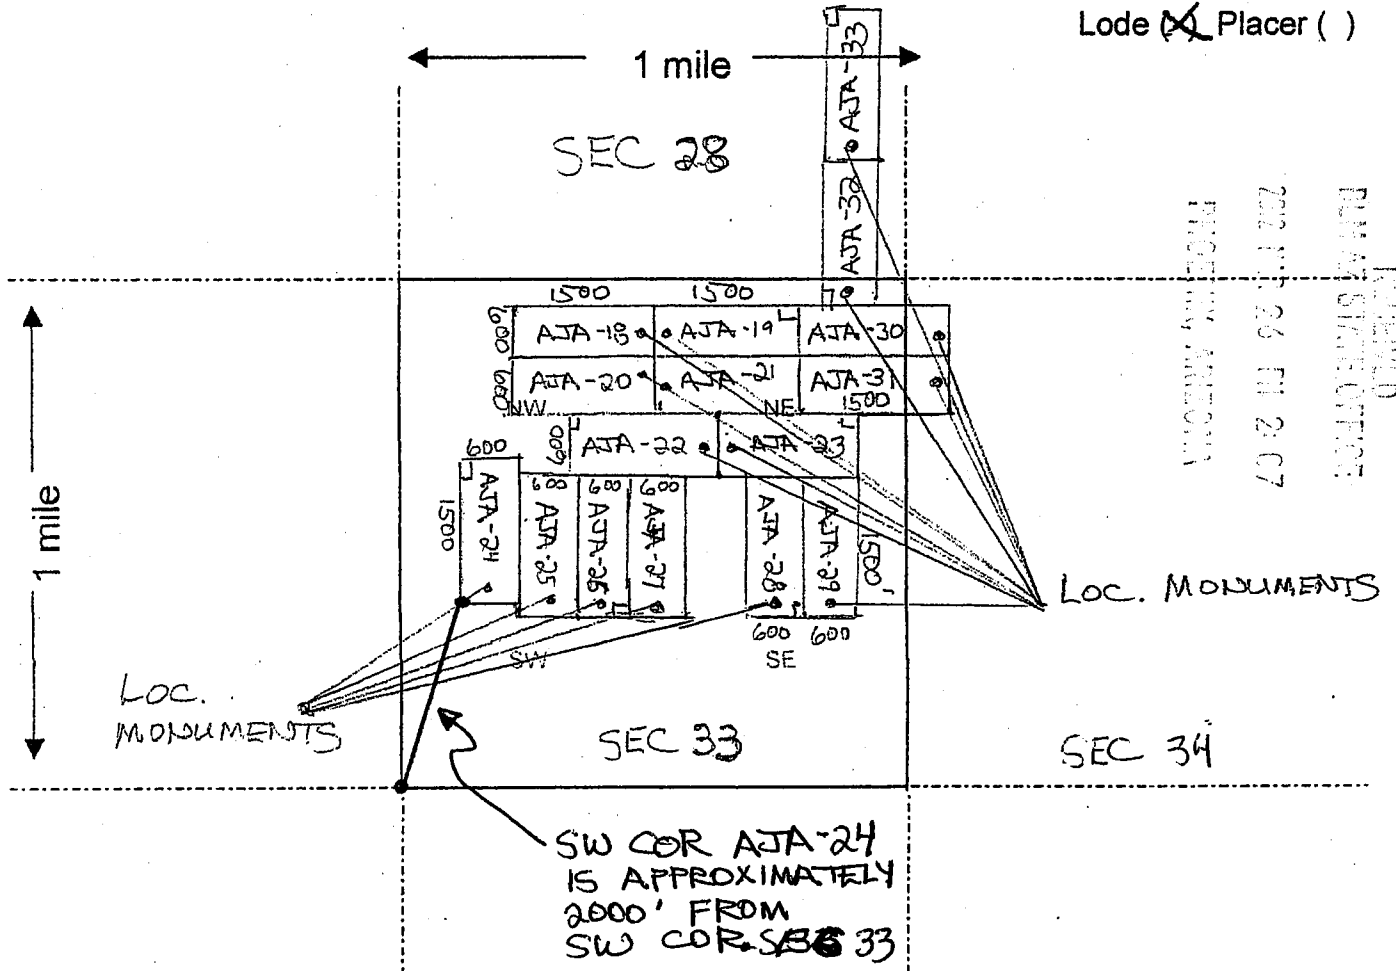 Lode (X) Placer ( )
1 mile
AJA-33
SEC 28
AJA-32
1500 1500
600 AJA-18 AJA-19 AJA-30
600 AJA-20 AJA-21 AJA-31
NW NE 1500
600 AJA-22 AJA-23
600
1500 AJA-24
600 600 600
AJA-25 AJA-26 AJA-27 AJA-28 AJA-29 1500'
600 600
SW SE
1 mile
LOC. MONUMENTS
LOC.
MONUMENTS
SEC 33 SEC 34
SW COR AJA-24
IS APPROXIMATELY
2000' FROM
SW COR. SEC 33
2:07
PHOENIX, ARIZONA